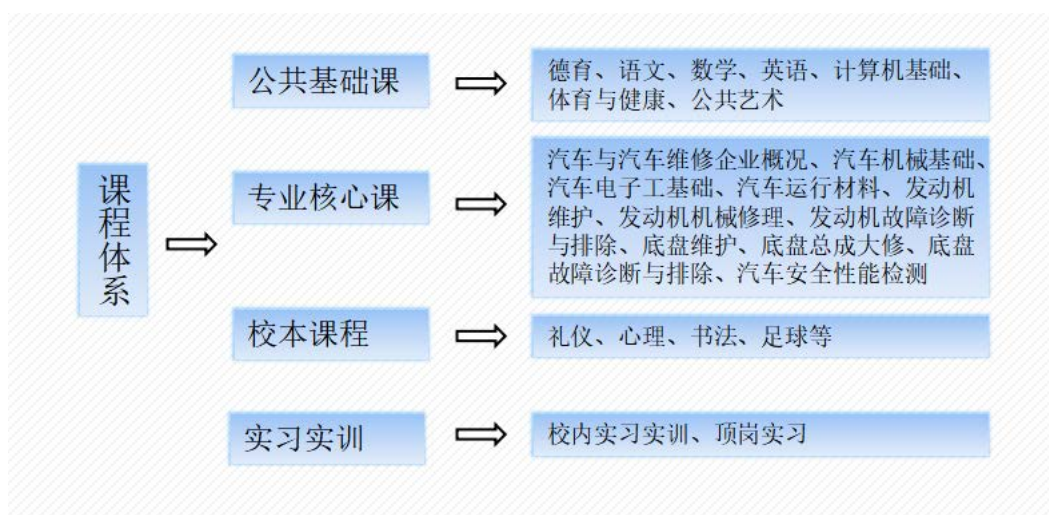 课程体系
公共基础课
德育、语文、数学、英语、计算机基础、
体育与健康、公共艺术
专业核心课
汽车与汽车维修企业概况、汽车机械基础、
汽车电子工基础、汽车运行材料、发动机
维护、发动机机械修理、发动机故障诊断
与排除、底盘维护、底盘总成大修、底盘
故障诊断与排除、汽车安全性能检测
校本课程
礼仪、心理、书法、足球等
实习实训
校内实习实训、顶岗实习